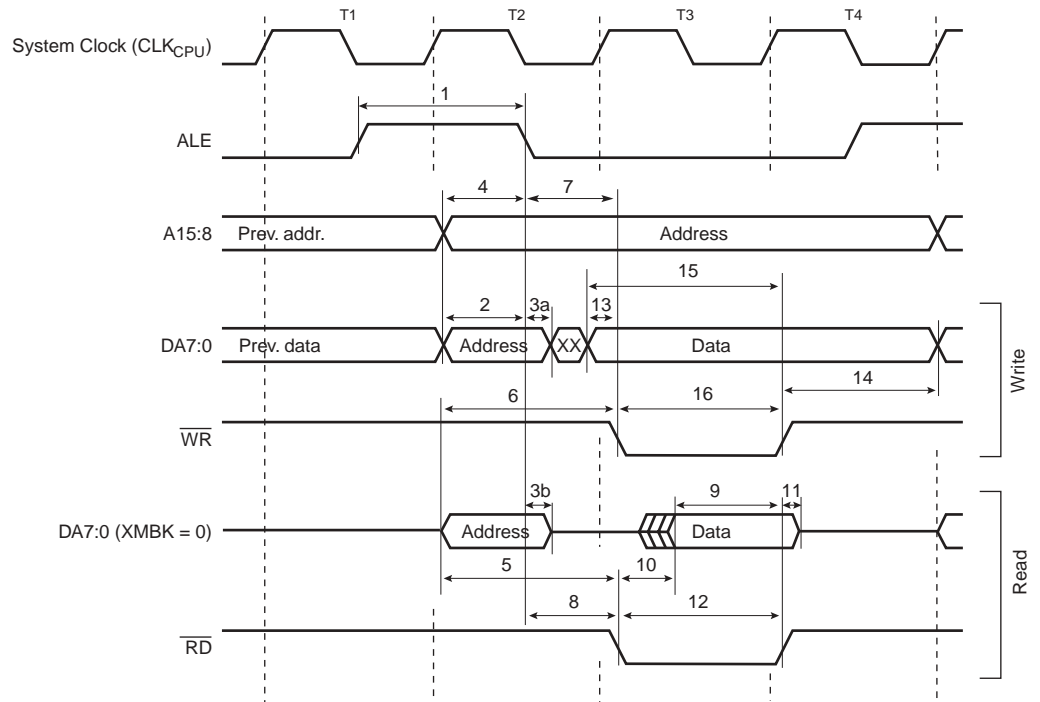 T1 T2 T3 T4
System Clock (CLKCPU)
1
ALE
4 7
A15:8 Prev. addr. Address
15
2 3a 13
DA7:0 Prev. data Address XX Data
14
6 16
WR
Write
3b 9 11
DA7:0 (XMBK = 0) Address Data
5 10
8 12
RD
Read